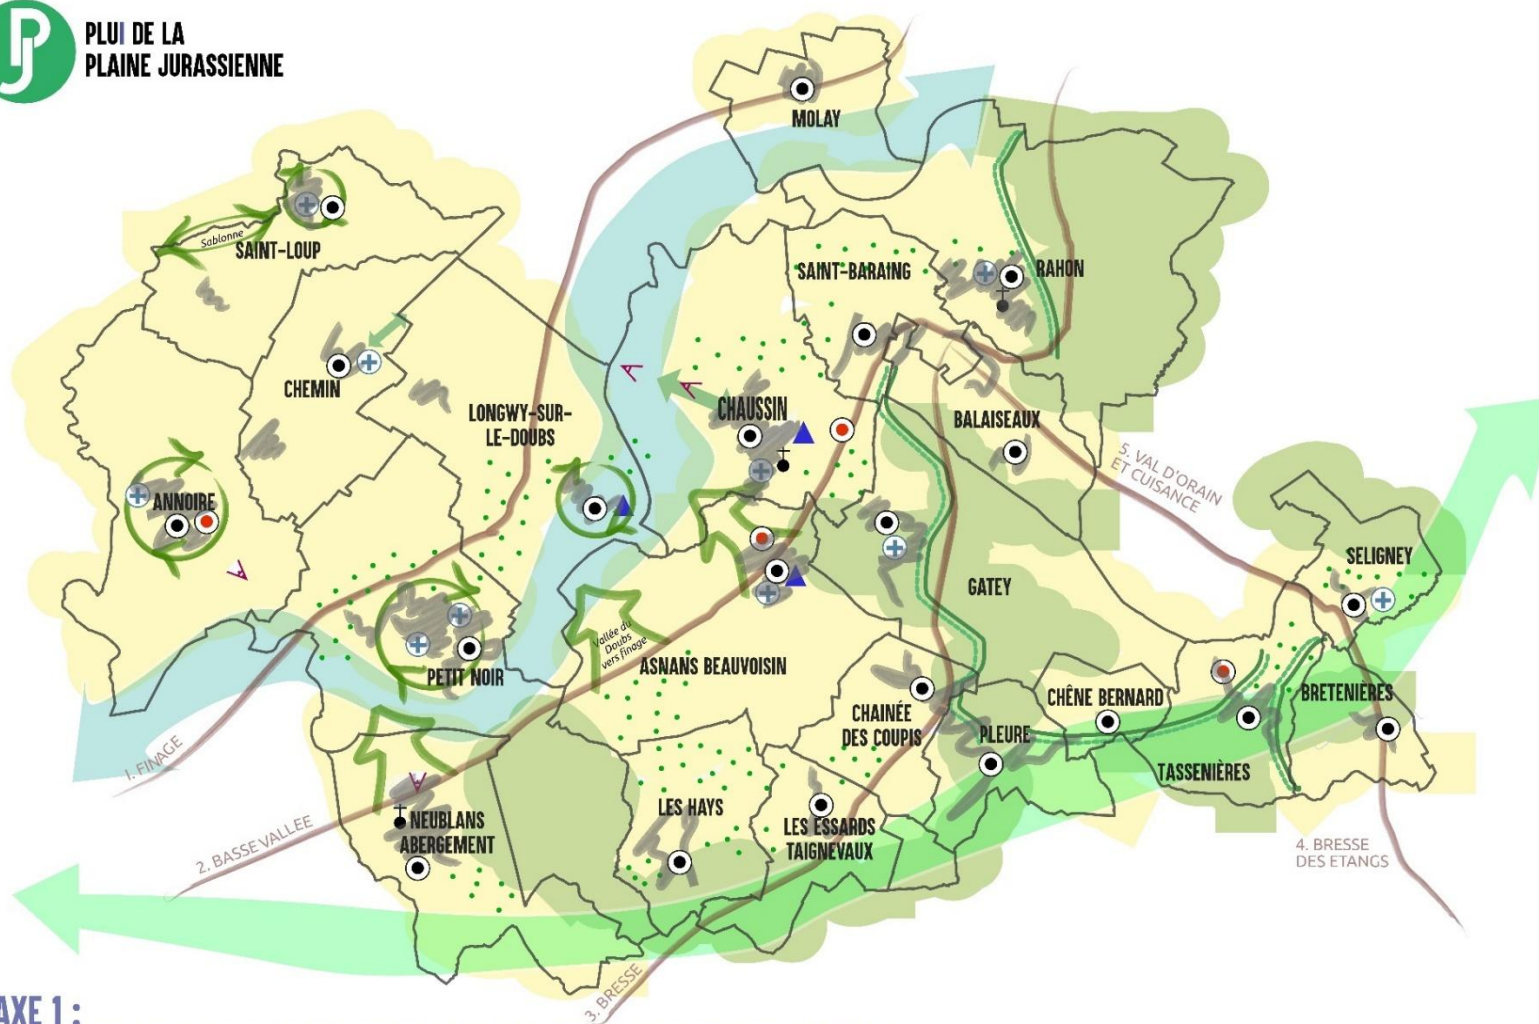 PJ
PLUI DE LA
PLAINE JURASSIENNE
MOLAY
Sablonne
SAINT-LOUP
SAINT-BARAING
RAHON
CHEMIN
LONGWY-SUR-
LE-DOUBS
CHAUSSIN
BALAISEAUX
5. VAL D'ORAIN
ET CUISANCE
ANNOIRE
SELIGNEY
GATEY
Vallée du
Doubs
vers finage
ASNANS BEAUVOISIN
PETIT NOIR
CHÊNE BERNARD
BRETENIÈRES
CHAINÉE
DES COUPIS
PLEURE
1. FINAGE
TASSENIÈRES
LES HAYS
NEUBLANS
ABERGEMENT
LES ESSARDS
TAIGNEVAUX
2. BASSE VALLEE
4. BRESSE
DES ETANGS
3. BRESSE
AXE 1 :